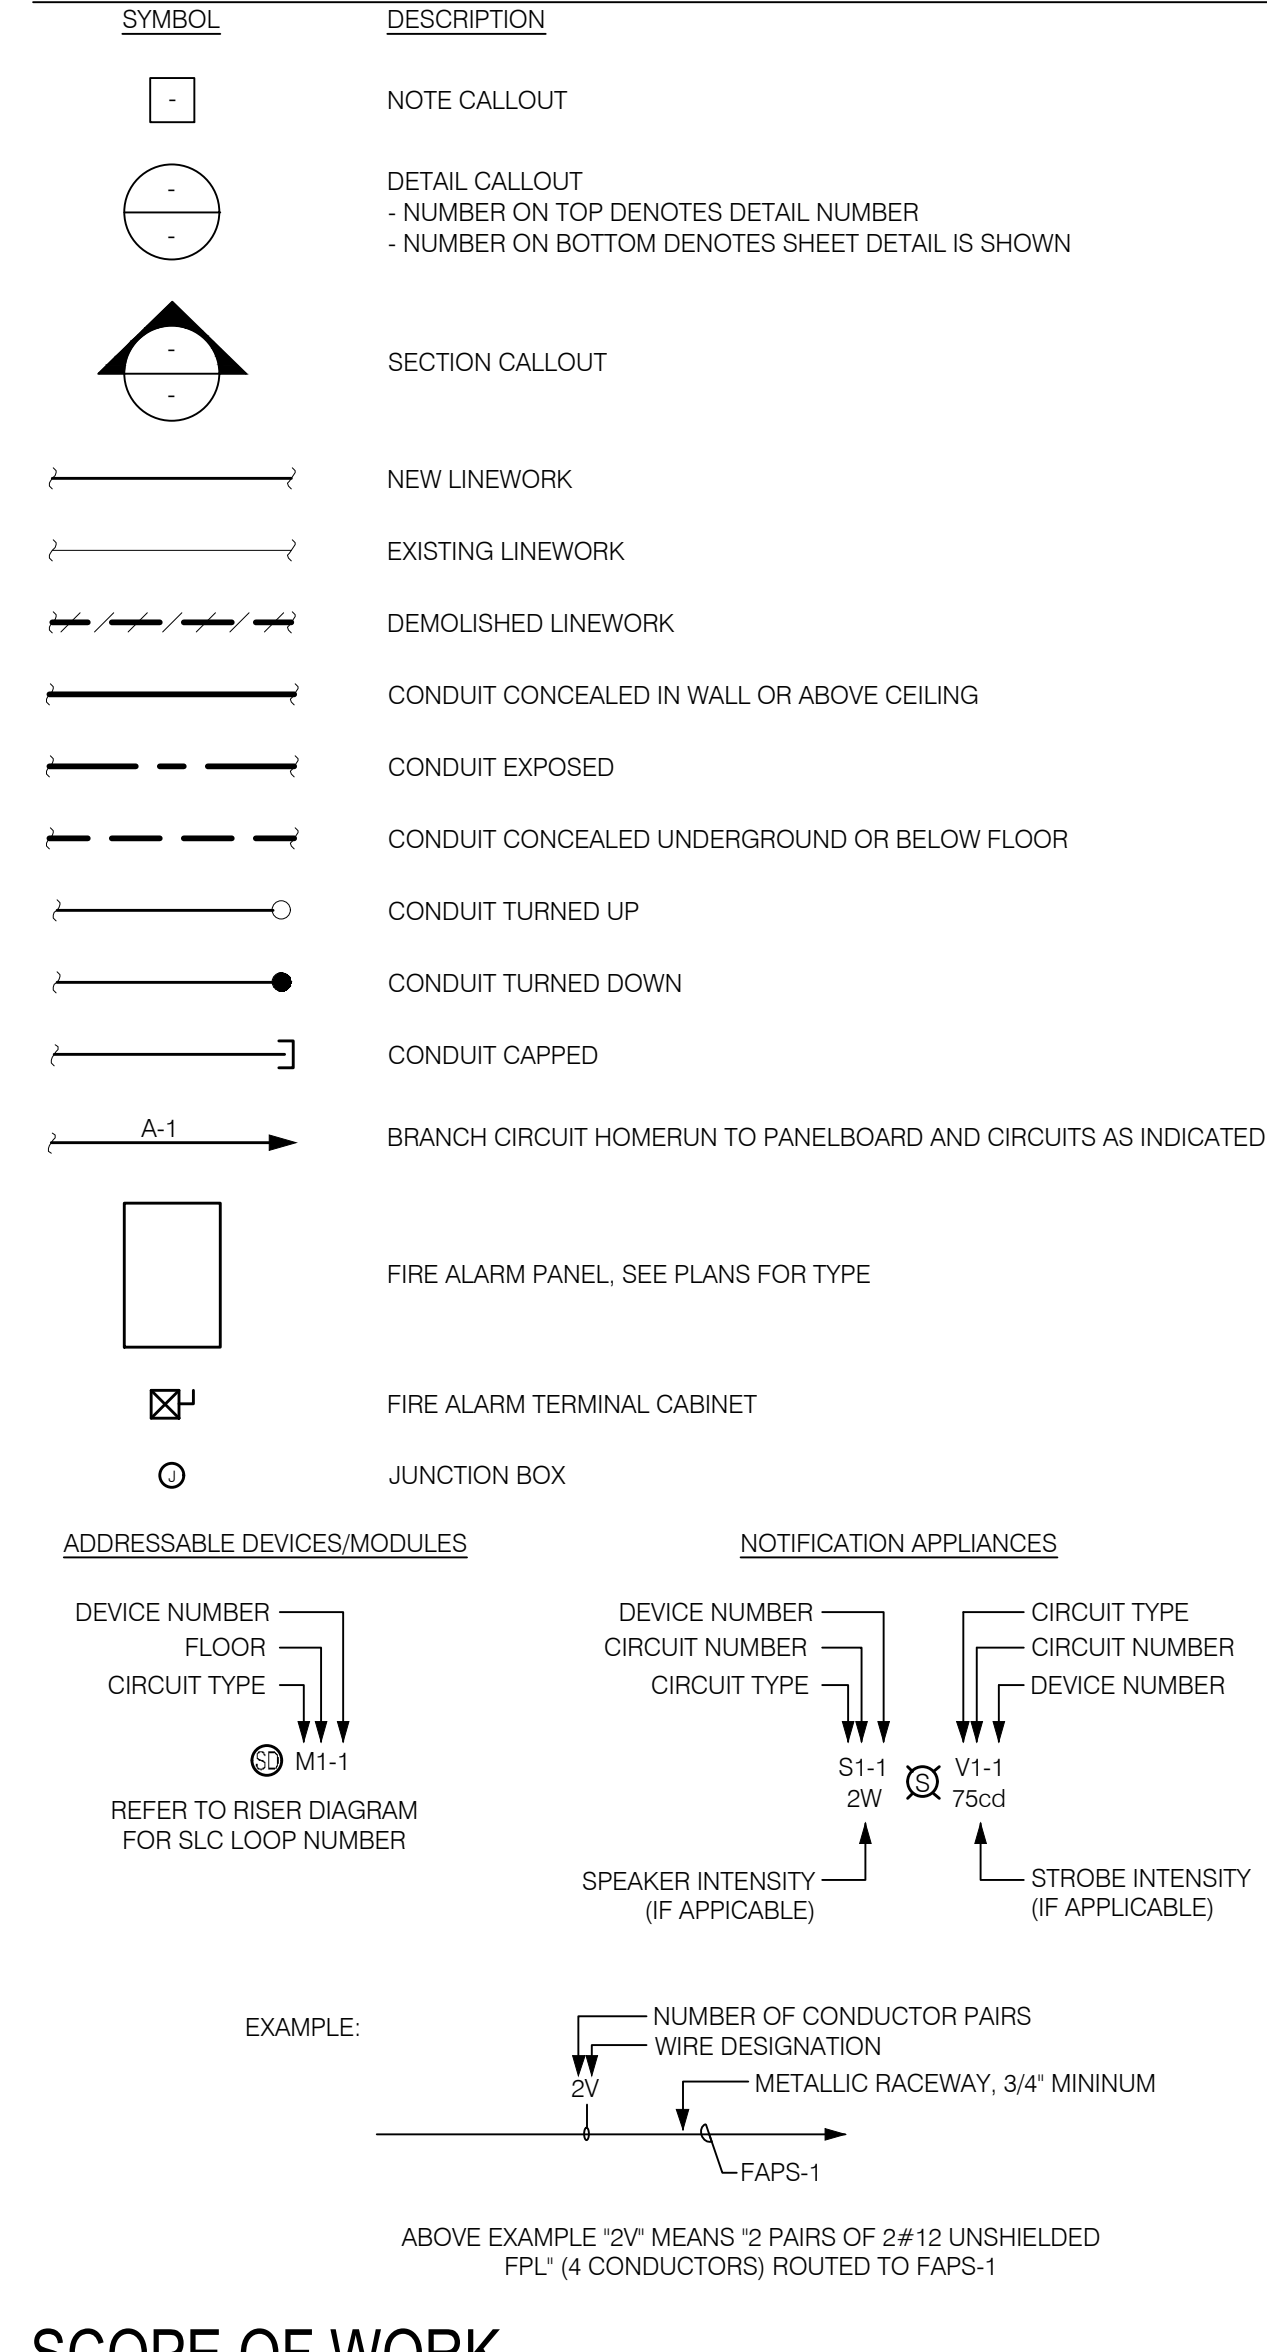 SYMBOL DESCRIPTION
- NOTE CALLOUT
-
-
DETAIL CALLOUT
- NUMBER ON TOP DENOTES DETAIL NUMBER
- NUMBER ON BOTTOM DENOTES SHEET DETAIL IS SHOWN
-
-
SECTION CALLOUT
NEW LINEWORK
EXISTING LINEWORK
DEMOLISHED LINEWORK
CONDUIT CONCEALED IN WALL OR ABOVE CEILING
CONDUIT EXPOSED
CONDUIT CONCEALED UNDERGROUND OR BELOW FLOOR
CONDUIT TURNED UP
CONDUIT TURNED DOWN
CONDUIT CAPPED
A-1 BRANCH CIRCUIT HOMERUN TO PANELBOARD AND CIRCUITS AS INDICATED
FIRE ALARM PANEL, SEE PLANS FOR TYPE
FIRE ALARM TERMINAL CABINET
J JUNCTION BOX
ADDRESSABLE DEVICES/MODULES
DEVICE NUMBER
FLOOR
CIRCUIT TYPE
SD M1-1
REFER TO RISER DIAGRAM
FOR SLC LOOP NUMBER
NOTIFICATION APPLIANCES
DEVICE NUMBER
CIRCUIT NUMBER
CIRCUIT TYPE
CIRCUIT TYPE
CIRCUIT NUMBER
DEVICE NUMBER
S1-1
2W
S
V1-1
75cd
SPEAKER INTENSITY
(IF APPICABLE)
STROBE INTENSITY
(IF APPLICABLE)
EXAMPLE:
NUMBER OF CONDUCTOR PAIRS
WIRE DESIGNATION
2V
METALLIC RACEWAY, 3/4" MININUM
FAPS-1
ABOVE EXAMPLE "2V" MEANS "2 PAIRS OF 2#12 UNSHIELDED
FPL" (4 CONDUCTORS) ROUTED TO FAPS-1
SCOPE OF WORK